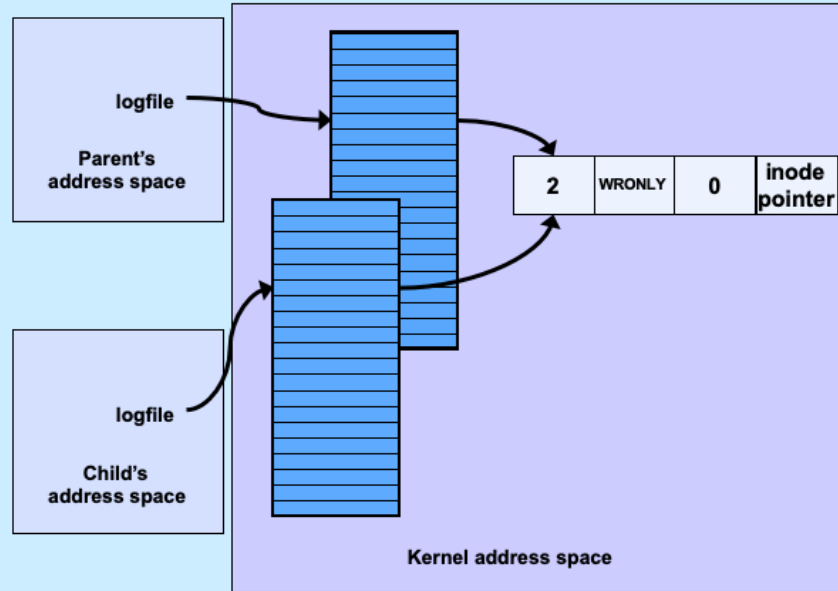 logfile
Parent's
address space
2
WRONLY
0
inode
pointer
logfile
Child's
address space
Kernel address space